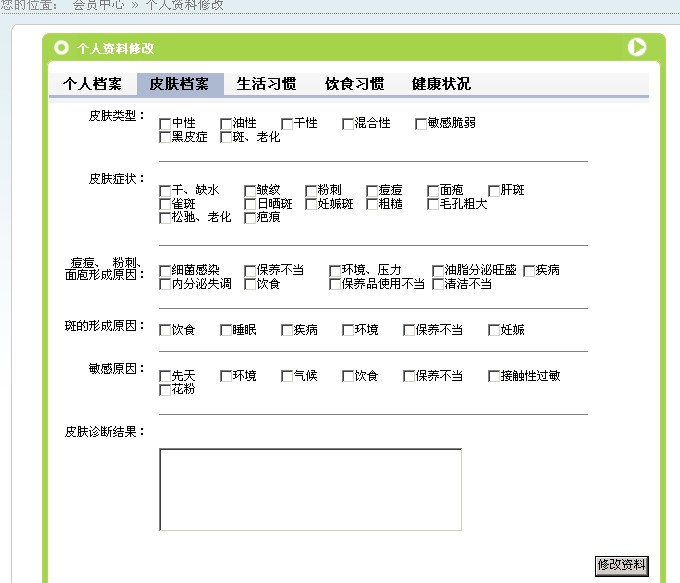 您的位置： 会员中心 » 个人资料修改
个人资料修改
个人档案 皮肤档案 生活习惯 饮食习惯 健康状况
皮肤类型：
中性 油性 干性 混合性 敏感脆弱
黑皮症 斑、老化
皮肤症状：
干、缺水 皱纹 粉刺 痘痘 面疱 肝斑
雀斑 日晒斑 妊娠斑 粗糙 毛孔粗大
松驰、老化 疤痕
痘痘、 粉刺、
面疱形成原因：
细菌感染 保养不当 环境、压力 油脂分泌旺盛 疾病
内分泌失调 饮食 保养品使用不当 清洁不当
斑的形成原因：
饮食 睡眠 疾病 环境 保养不当 妊娠
敏感原因：
先天 环境 气候 饮食 保养不当 接触性过敏
花粉
皮肤诊断结果：
修改资料